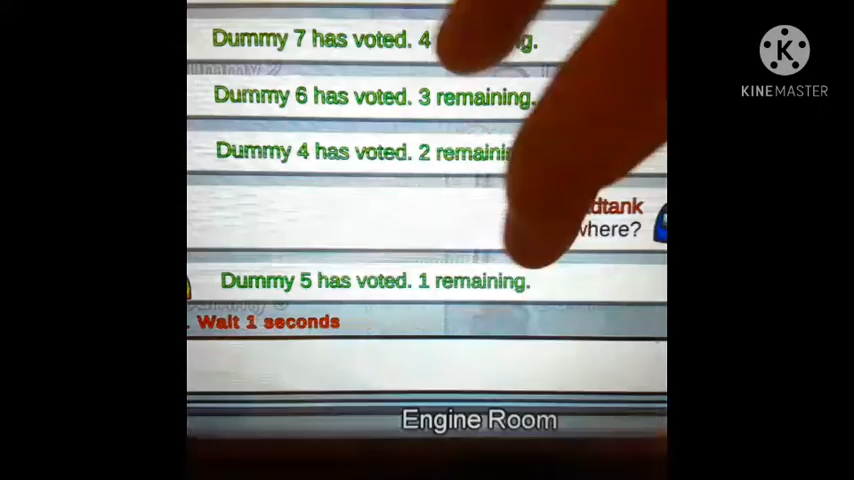 Dummy 7 has voted. 4
Dummy 6 has voted. 3 remaining.
Dummy 4 has voted. 2
where?
Dummy 5 has voted. 1 remaining.
Wait 1 seconds
Engine Room
KINEMASTER